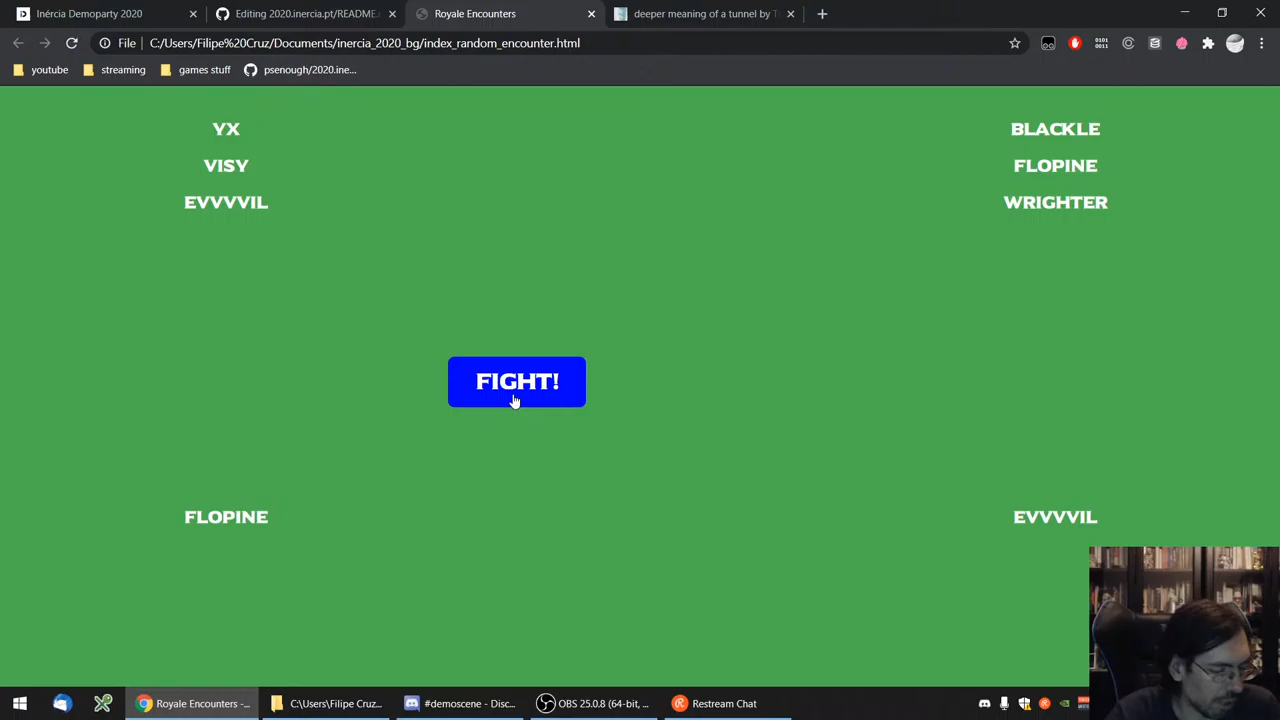 Inércia Demoparty 2020
Editing 2020.inercia.pt/README.
Royale Encounters
deeper meaning of a tunnel by T
File
C:/Users/Filipe%20Cruz/Documents/inercia_2020_bg/index_random_encounter.html
0101
0011
youtube
streaming
games stuff
psenough/2020.ine...
YX
BLACKLE
VISY
FLOPINE
EVVVVIL
WRIGHTER
FIGHT!
FLOPINE
EVVVVIL
Royale Encounters -...
C:\Users\Filipe Cruz...
#demoscene - Disc...
OBS 25.0.8 (64-bit, ...
Restream Chat